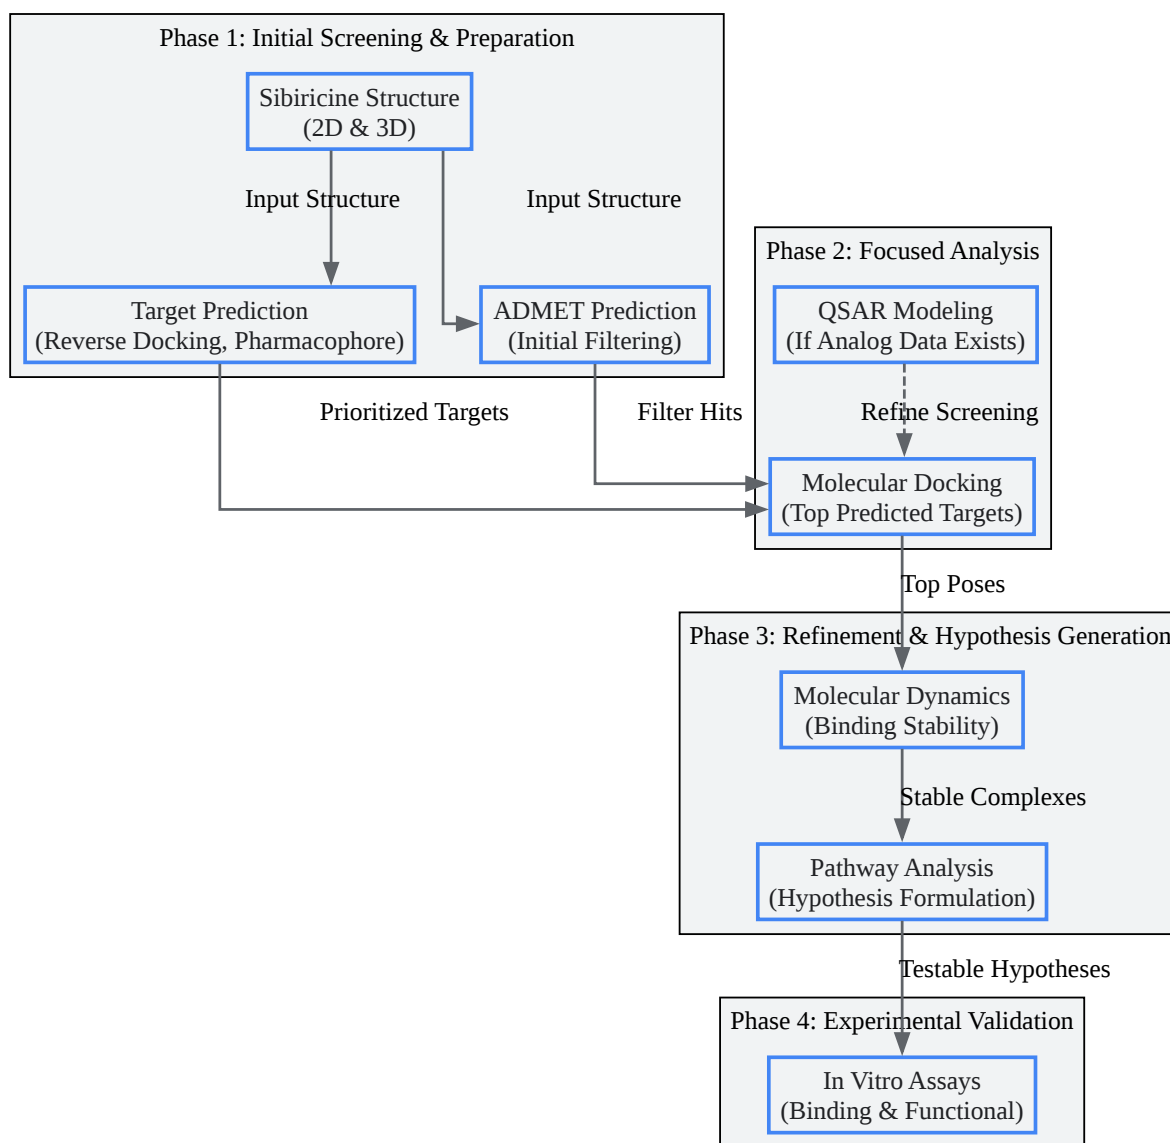 Phase 1: Initial Screening & Preparation
Sibiricine Structure
(2D & 3D)
Input Structure
Input Structure
Target Prediction
(Reverse Docking, Pharmacophore)
ADMET Prediction
(Initial Filtering)
Phase 2: Focused Analysis
QSAR Modeling
(If Analog Data Exists)
Prioritized Targets
Filter Hits
Refine Screening
Molecular Docking
(Top Predicted Targets)
Top Poses
Phase 3: Refinement & Hypothesis Generation
Molecular Dynamics
(Binding Stability)
Stable Complexes
Pathway Analysis
(Hypothesis Formulation)
Testable Hypotheses
Phase 4: Experimental Validation
In Vitro Assays
(Binding & Functional)